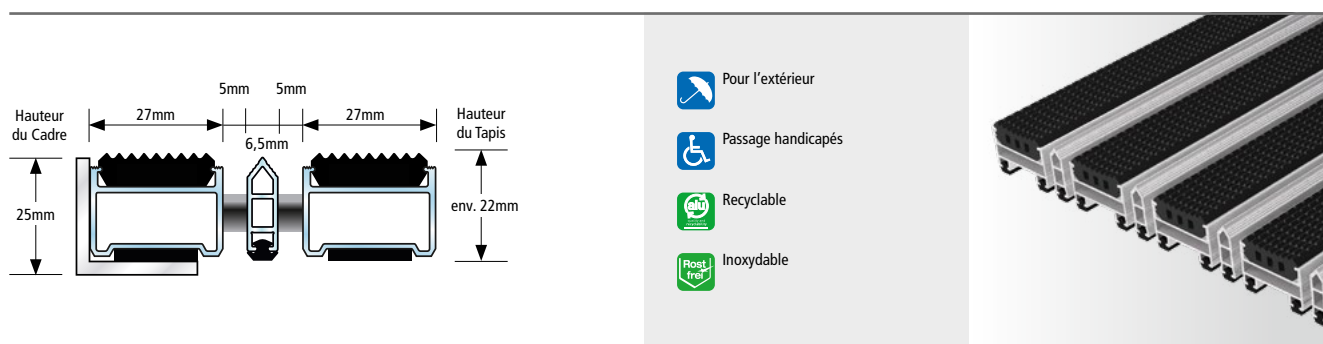 5mm
5mm
Hauteur
du Cadre
27mm
27mm
Hauteur
du Tapis
6,5mm
25mm
env. 22mm
Pour l'extérieur
Passage handicapés
alu
Recyclable
Rost
frei
Inoxydable